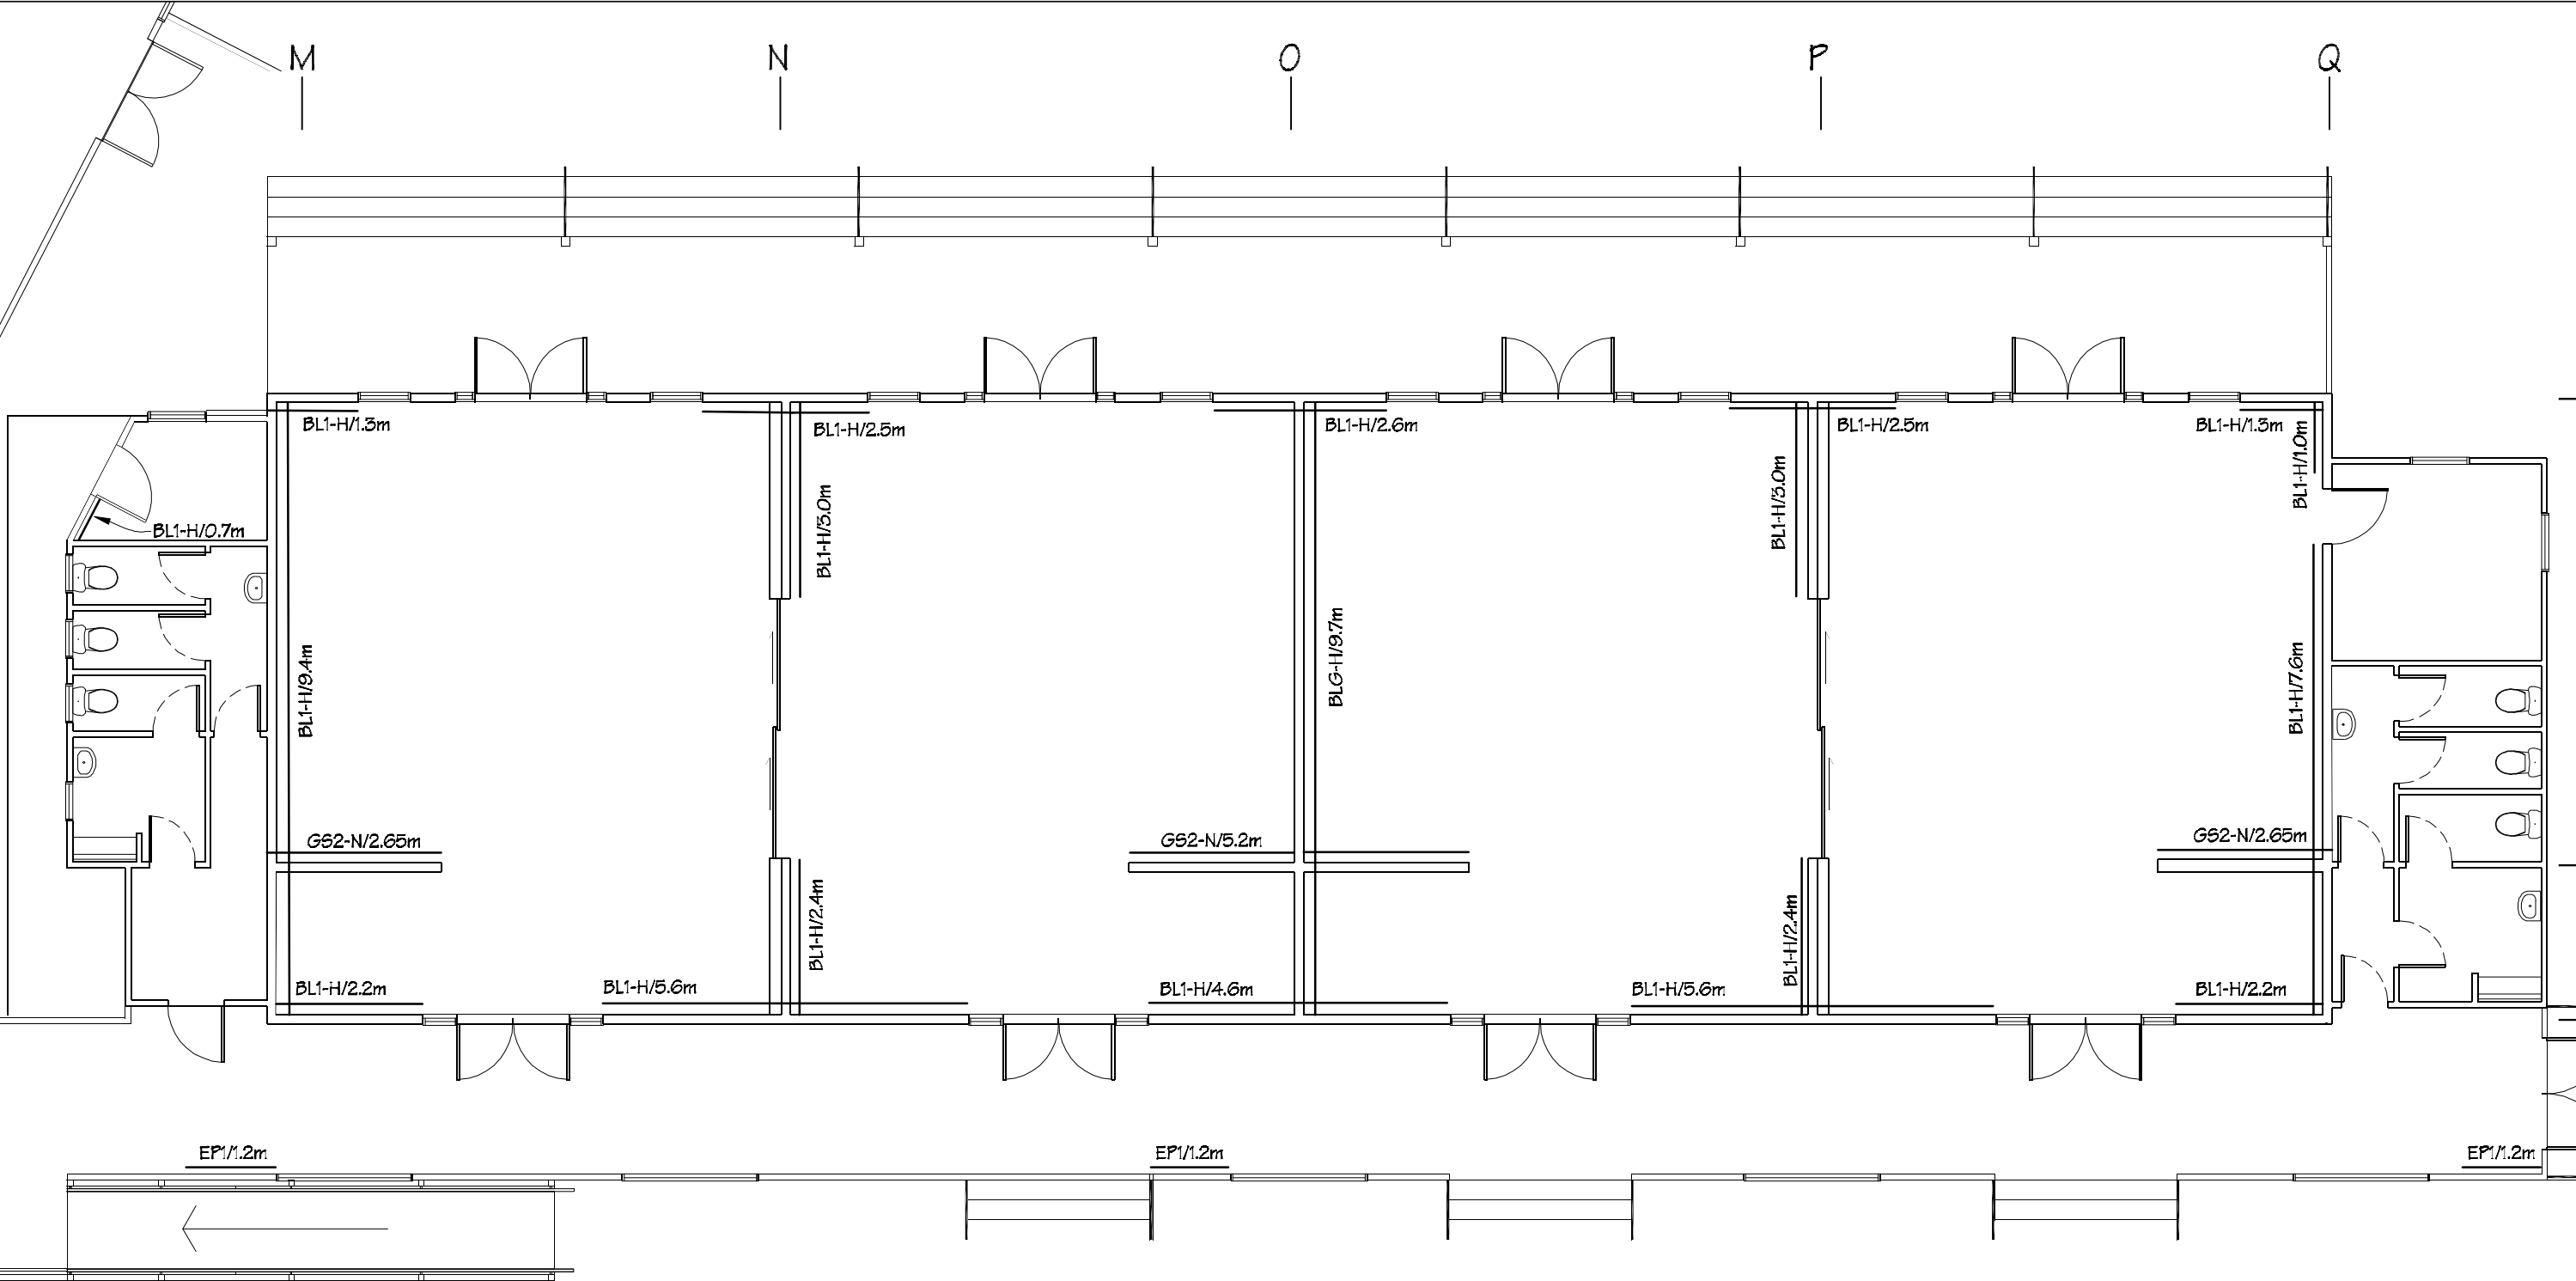 M N O P Q
BL1-H/1.3m
BL1-H/2.5m
BL1-H/2.6m
BL1-H/2.5m
BL1-H/1.3m
BL1-H/1.0m
BL1-H/0.7m
BL1-H/3.0m
BL1-H/3.0m
BL1-H/9.4m
BLG-H/9.7m
BL1-H/7.6m
GS2-N/2.65m
GS2-N/5.2m
GS2-N/2.65m
BL1-H/2.4m
BL1-H/2.4m
BL1-H/2.2m
BL1-H/5.6m
BL1-H/4.6m
BL1-H/5.6m
BL1-H/2.2m
EP1/1.2m
EP1/1.2m
EP1/1.2m